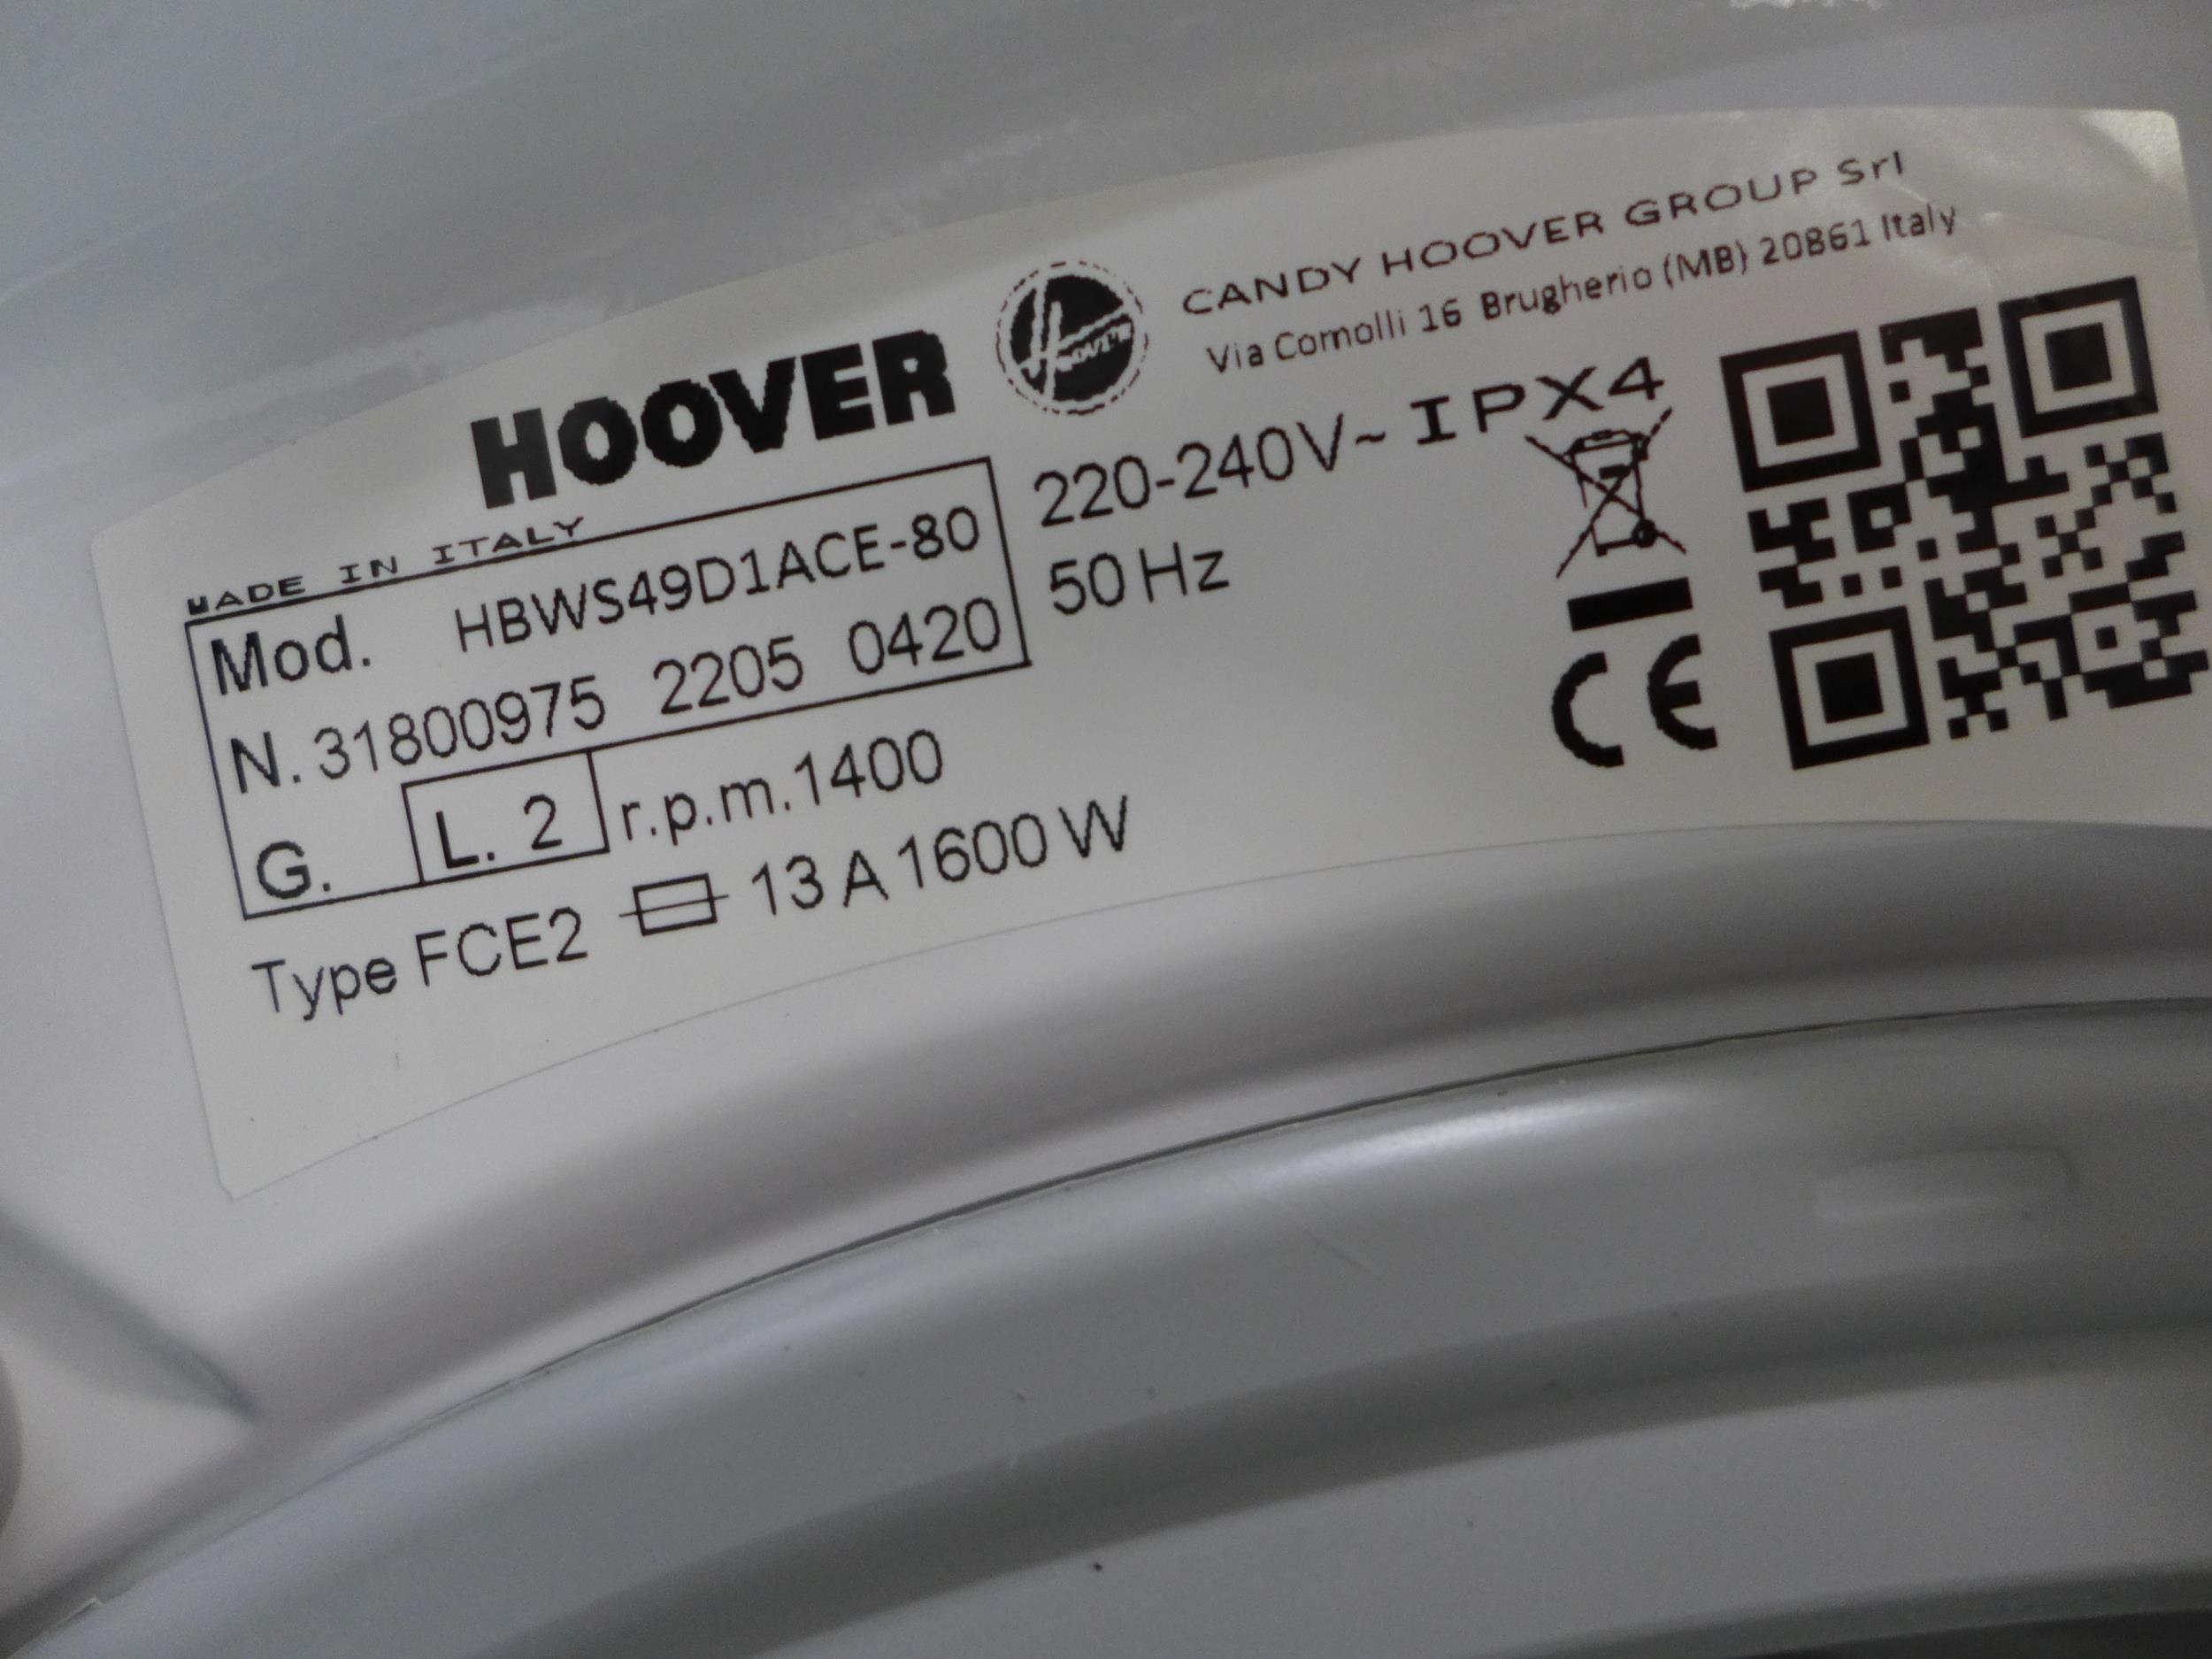 HOOVER
CANDY HOOVER GROUP Srl
Via Comolli 16 Brugherio (MB) 20861 Italy
MADE IN ITALY
Mod. HBWS49D1ACE-80
N. 31800975 2205 0420
G. L. 2 r.p.m.1400
Type FCE2 13 A 1600 W
220-240V~ IPX4
50 Hz
CE